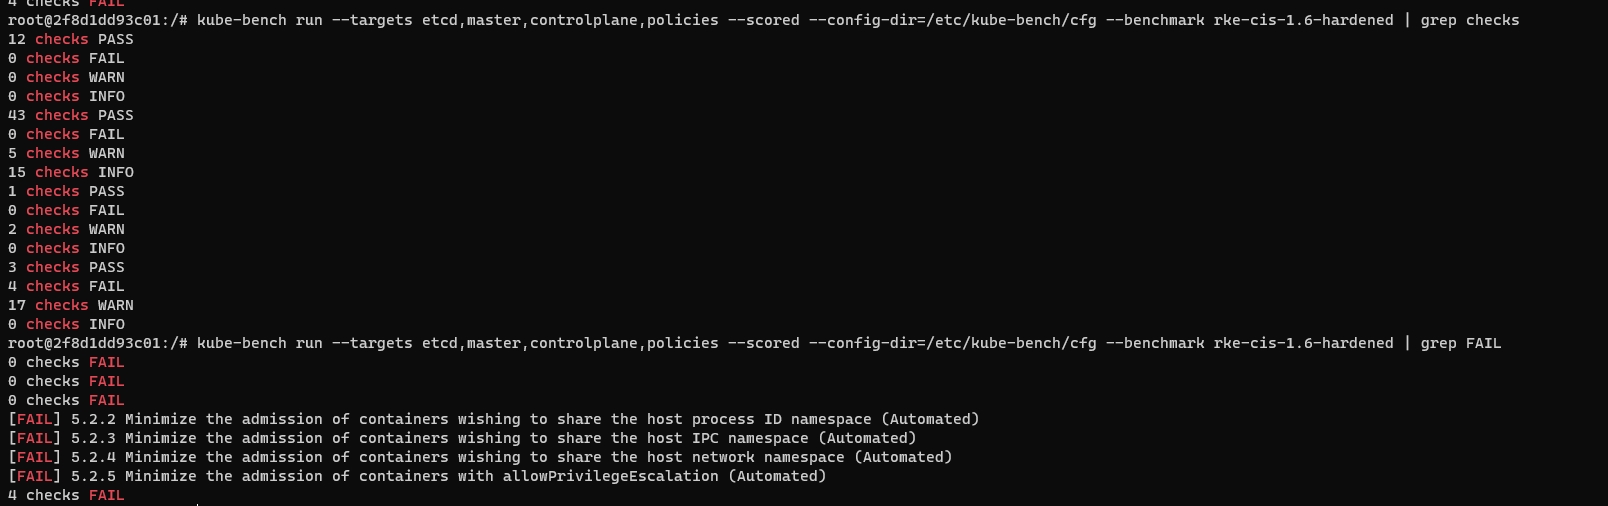 4 checks FAIL
root@2f8d1dd93c01:/# kube-bench run --targets etcd,master,controlplane,policies --scored --config-dir=/etc/kube-bench/cfg --benchmark rke-cis-1.6-hardened | grep checks
12 checks PASS
0 checks FAIL
0 checks WARN
0 checks INFO
43 checks PASS
0 checks FAIL
5 checks WARN
15 checks INFO
1 checks PASS
0 checks FAIL
2 checks WARN
0 checks INFO
3 checks PASS
4 checks FAIL
17 checks WARN
0 checks INFO
root@2f8d1dd93c01:/# kube-bench run --targets etcd,master,controlplane,policies --scored --config-dir=/etc/kube-bench/cfg --benchmark rke-cis-1.6-hardened | grep FAIL
0 checks FAIL
0 checks FAIL
0 checks FAIL
[FAIL] 5.2.2 Minimize the admission of containers wishing to share the host process ID namespace (Automated)
[FAIL] 5.2.3 Minimize the admission of containers wishing to share the host IPC namespace (Automated)
[FAIL] 5.2.4 Minimize the admission of containers wishing to share the host network namespace (Automated)
[FAIL] 5.2.5 Minimize the admission of containers with allowPrivilegeEscalation (Automated)
4 checks FAIL